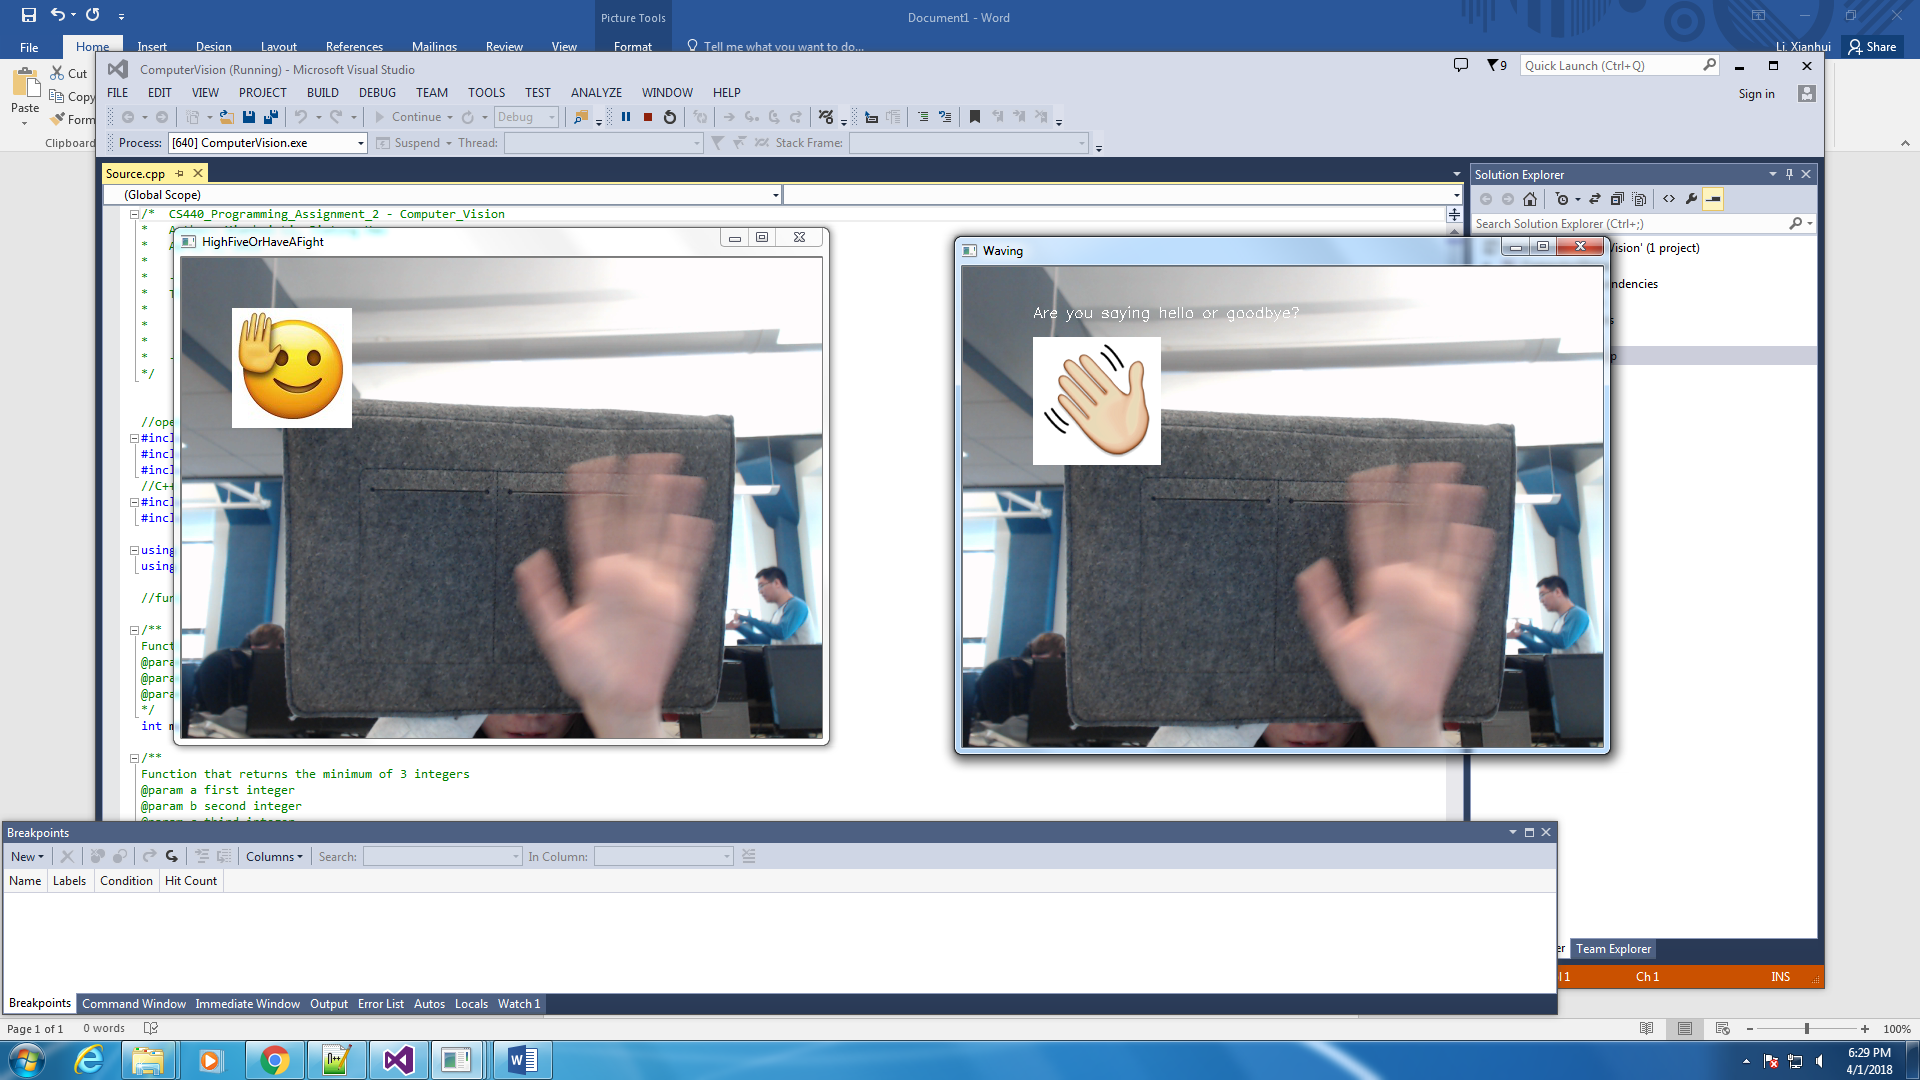 Document1 - Word
Picture Tools
File Home Insert Design Layout References Mailings Review View Format Tell me what you want to do...
Li, Xianhui Share
Paste
Cut
Copy
Form
Clipboard
ComputerVision (Running) - Microsoft Visual Studio
9
Quick Launch (Ctrl+Q)
FILE EDIT VIEW PROJECT BUILD DEBUG TEAM TOOLS TEST ANALYZE WINDOW HELP
Sign in
Continue Debug
Process: [640] ComputerVision.exe Suspend Thread: Stack Frame:
Source.cpp
(Global Scope)
/* CS440_Programming_Assignment_2 - Computer_Vision
*/
//ope
#incl
#incl
#incl
//C++
#incl
#incl
using
using
//fun
/**
Funct
@para
@para
@para
*/
int m
/**
Function that returns the minimum of 3 integers
@param a first integer
@param b second integer
HighFiveOrHaveAFight
Waving
Are you saying hello or goodbye?
Solution Explorer
Search Solution Explorer (Ctrl+;)
ision' (1 project)
ndencies
s
p
er Team Explorer
l 1 Ch 1 INS
Breakpoints
New Columns Search: In Column:
Name Labels Condition Hit Count
Breakpoints Command Window Immediate Window Output Error List Autos Locals Watch 1
Page 1 of 1 0 words
100%
6:29 PM
4/1/2018